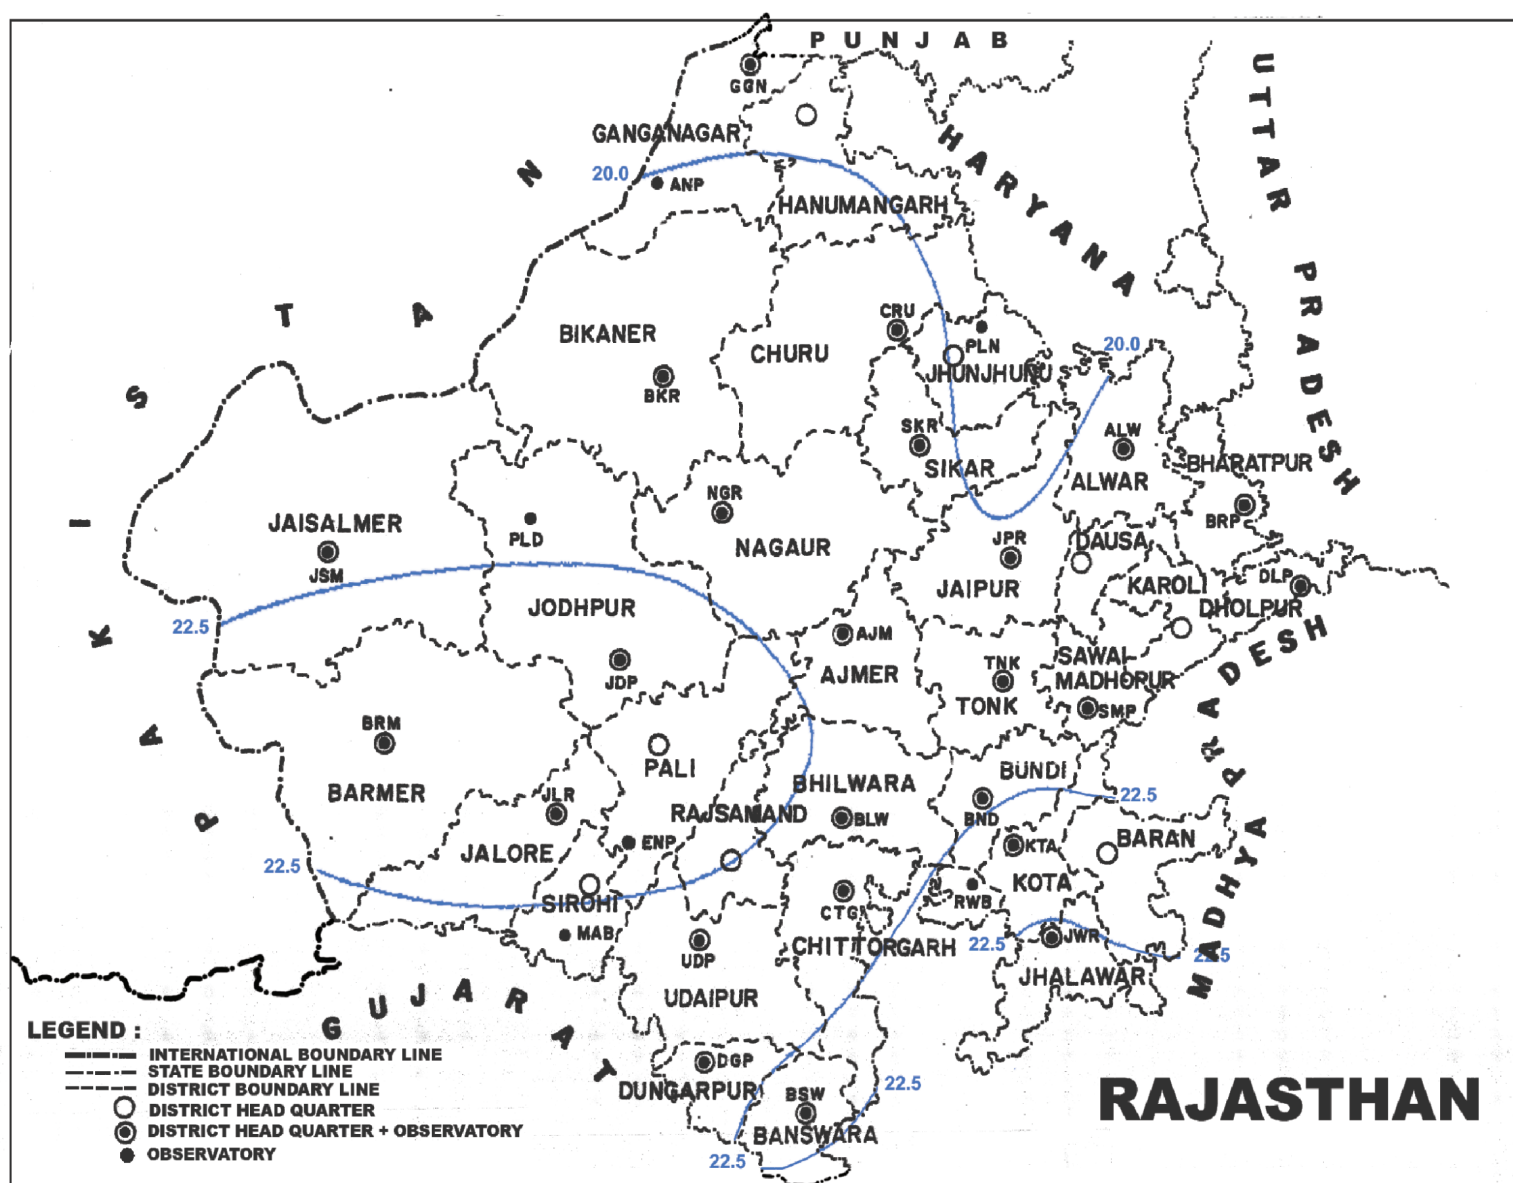 PUNJAB
GGN
GANGANAGAR
HARYANA
UTTAR PRADESH
PAKISTAN
20.0
ANP
HANUMANGARH
CRU
BIKANER
CHURU
PLN
JHUNJHUNU
20.0
BKR
SKR
SIKAR
ALW
ALWAR
BHARATPUR
BRP
NGR
NAGAUR
JAISALMER
JSM
PLD
JPR
JAIPUR
DAUSA
KAROLI
DLP
DHOLPUR
JODHPUR
22.5
JDP
AJM
AJMER
TNK
TONK
SAWAI
MADHOPUR
SMP
MADHYA PRADESH
BRM
BARMER
PALI
BHILWARA
BLW
BUNDI
BND
22.5
JLR
RAJSAMAND
JALORE
ENP
KTA
BARAN
KOTA
22.5
SIROHI
MAB
CTG
CHITTORGARH
RWB
22.5
JWR
22.5
JHALAWAR
UDP
UDAIPUR
GUJARAT
DGP
DUNGARPUR
BSW
BANSWARA
22.5
22.5
LEGEND :
INTERNATIONAL BOUNDARY LINE
STATE BOUNDARY LINE
DISTRICT BOUNDARY LINE
DISTRICT HEAD QUARTER
DISTRICT HEAD QUARTER + OBSERVATORY
OBSERVATORY
RAJASTHAN